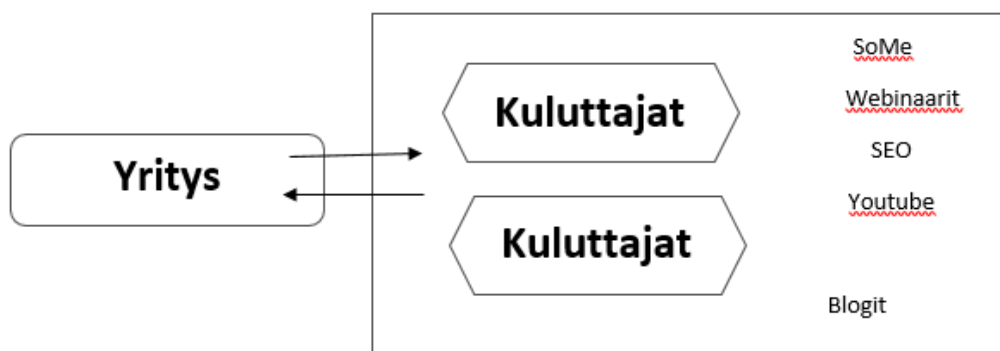 Yritys
Kuluttajat
Kuluttajat
SoMe
Webinaarit
SEO
Youtube
Blogit